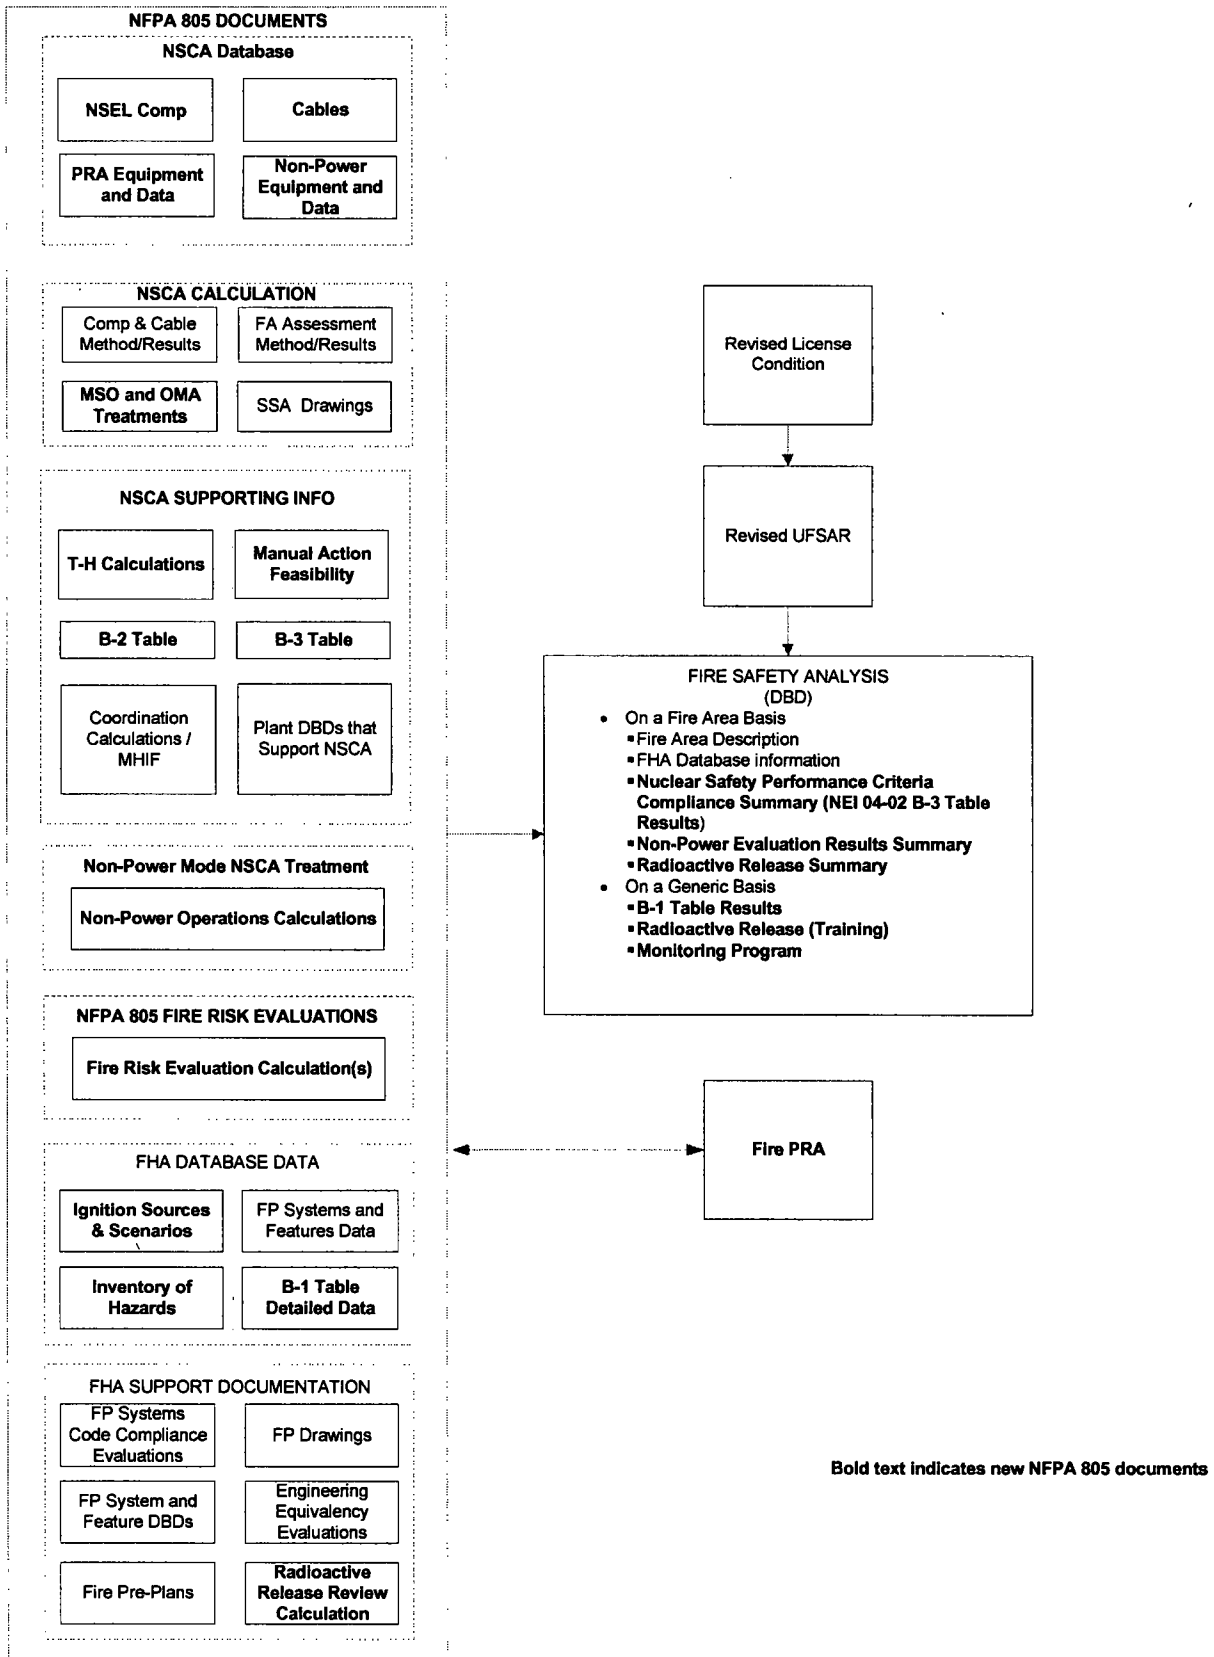 NFPA 805 DOCUMENTS
NSCA Database
NSEL Comp
Cables
PRA Equipment
and Data
Non-Power
Equipment and
Data
NSCA CALCULATION
Comp & Cable
Method/Results
FA Assessment
Method/Results
MSO and OMA
Treatments
SSA Drawings
NSCA SUPPORTING INFO
T-H Calculations
Manual Action
Feasibility
B-2 Table
B-3 Table
Coordination
Calculations /
MHIF
Plant DBDs that
Support NSCA
Non-Power Mode NSCA Treatment
Non-Power Operations Calculations
NFPA 805 FIRE RISK EVALUATIONS
Fire Risk Evaluation Calculation(s)
FHA DATABASE DATA
Ignition Sources
& Scenarios
FP Systems and
Features Data
Inventory of
Hazards
B-1 Table
Detailed Data
FHA SUPPORT DOCUMENTATION
FP Systems
Code Compliance
Evaluations
FP Drawings
FP System and
Feature DBDs
Engineering
Equivalency
Evaluations
Fire Pre-Plans
Radioactive
Release Review
Calculation
Revised License
Condition
Revised UFSAR
FIRE SAFETY ANALYSIS
(DBD)
• On a Fire Area Basis
▪ Fire Area Description
▪ FHA Database information
▪ Nuclear Safety Performance Criteria
Compliance Summary (NEI 04-02 B-3 Table
Results)
▪ Non-Power Evaluation Results Summary
▪ Radioactive Release Summary
• On a Generic Basis
▪ B-1 Table Results
▪ Radioactive Release (Training)
▪ Monitoring Program
Fire PRA
Bold text indicates new NFPA 805 documents